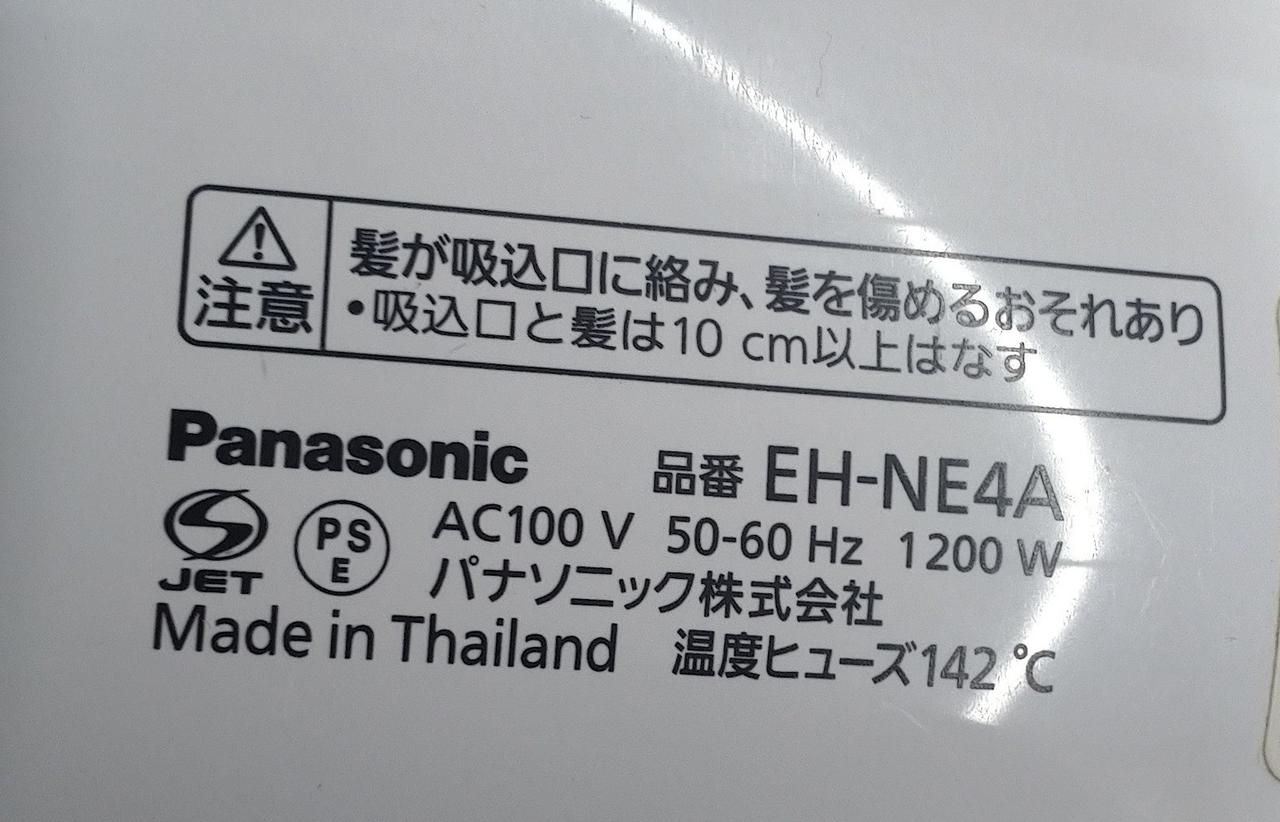 注意
髪が吸込口に絡み、髪を傷めるおそれあり
•吸込口と髪は10 cm以上はなす
Panasonic 品番 EH-NE4A
JET PSE AC100 V 50-60 Hz 1200 W
パナソニック株式会社
Made in Thailand 温度ヒューズ142 ℃